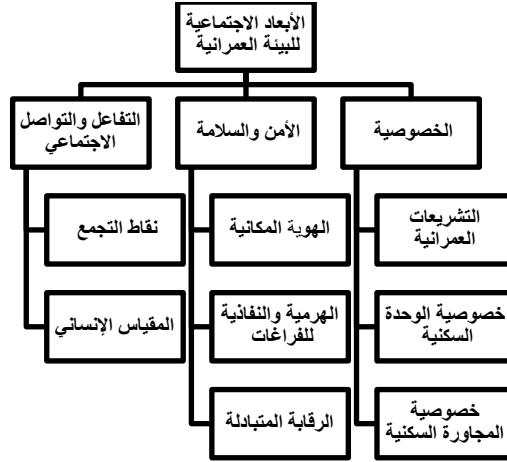 الأبعاد الاجتماعية
للبيئة العمرانية
الخصوصية
الأمن والسلامة
التفاعل والتواصل
الاجتماعي
التشريعات
العمرانية
خصوصية الوحدة
السكنية
خصوصية
المجاورة السكنية
الهوية المكانية
الهرمية والنفاذية
للفراغات
الرقابة المتبادلة
نقاط التجمع
المقياس الإنساني